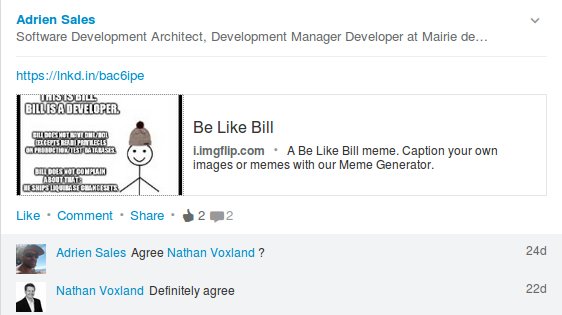 Adrien Sales
Software Development Architect, Development Manager Developer at Mairie de…
https://lnkd.in/bac6ipe
THIS IS BILL.
BILL IS A DEVELOPER.
BILL DOES NOT HAVE DML/DDL
EXCEPTS READ PRIVILEGES
ON PRODUCTION/TEST DATABASES.
BILL DOES NOT COMPLAIN
ABOUT THAT :
HE SHIPS LIQUIBASE CHANGESETS.
Be Like Bill
i.imgflip.com • A Be Like Bill meme. Caption your own
images or memes with our Meme Generator.
Like • Comment • Share • 2 2
Adrien Sales Agree Nathan Voxland ? 24d
Nathan Voxland Definitely agree 22d